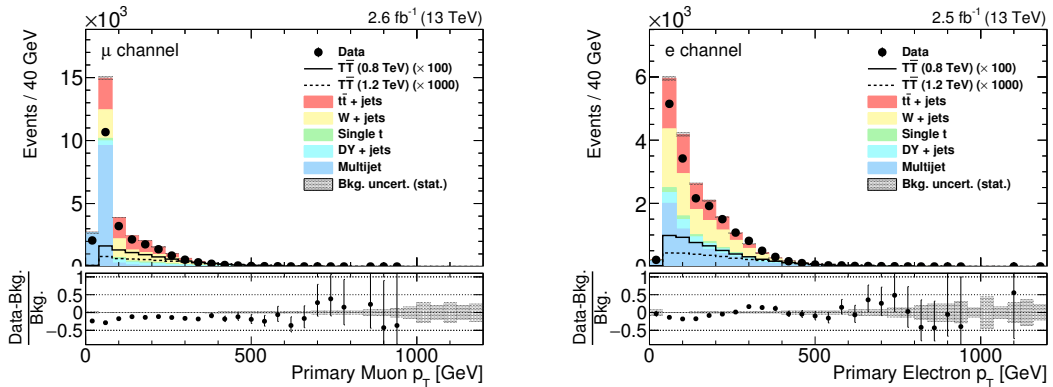 ×10³ 2.6 fb⁻¹ (13 TeV)
μ channel
Data
TT̅ (0.8 TeV) (× 100)
TT̅ (1.2 TeV) (× 1000)
tt̅ + jets
W + jets
Single t
DY + jets
Multijet
Bkg. uncert. (stat.)
Events / 40 GeV
15
10
5
0
Data-Bkg
Bkg.
1
0.5
0
−0.5
−1
0 500 1000
Primary Muon p_T [GeV]
×10³ 2.5 fb⁻¹ (13 TeV)
e channel
Data
TT̅ (0.8 TeV) (× 100)
TT̅ (1.2 TeV) (× 1000)
tt̅ + jets
W + jets
Single t
DY + jets
Multijet
Bkg. uncert. (stat.)
Events / 40 GeV
6
4
2
0
Data-Bkg
Bkg.
1
0.5
0
−0.5
−1
0 500 1000
Primary Electron p_T [GeV]